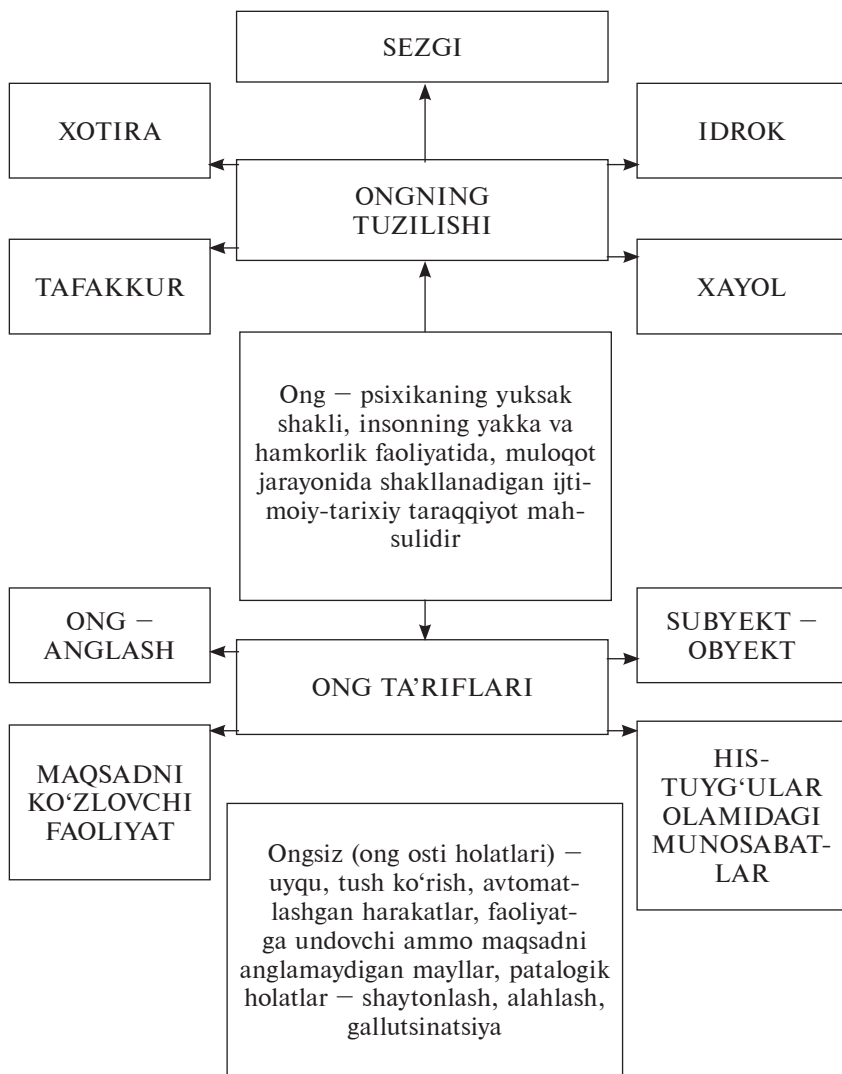 SEZGI
XOTIRA
IDROK
ONGNING
TUZILISHI
TAFAKKUR
XAYOL
Ong — psixikaning yuksak
shakli, insonning yakka va
hamkorlik faoliyatida, muloqot
jarayonida shakllanadigan ijti-
moiy-tarixiy taraqqiyot mah-
sulidir
ONG —
ANGLASH
SUBYEKT —
OBYEKT
ONG TA’RIFLARI
MAQSADNI
KO‘ZLOVCHI
FAOLIYAT
HIS-
TUYG‘ULAR
OLAMIDAGI
MUNOSABAT-
LAR
Ongsiz (ong osti holatlari) —
uyqu, tush ko‘rish, avtomat-
lashgan harakatlar, faoliyat-
ga undovchi ammo maqsadni
anglamaydigan mayllar, patalogik
holatlar — shaytonlash, alahlash,
gallutsinatsiya